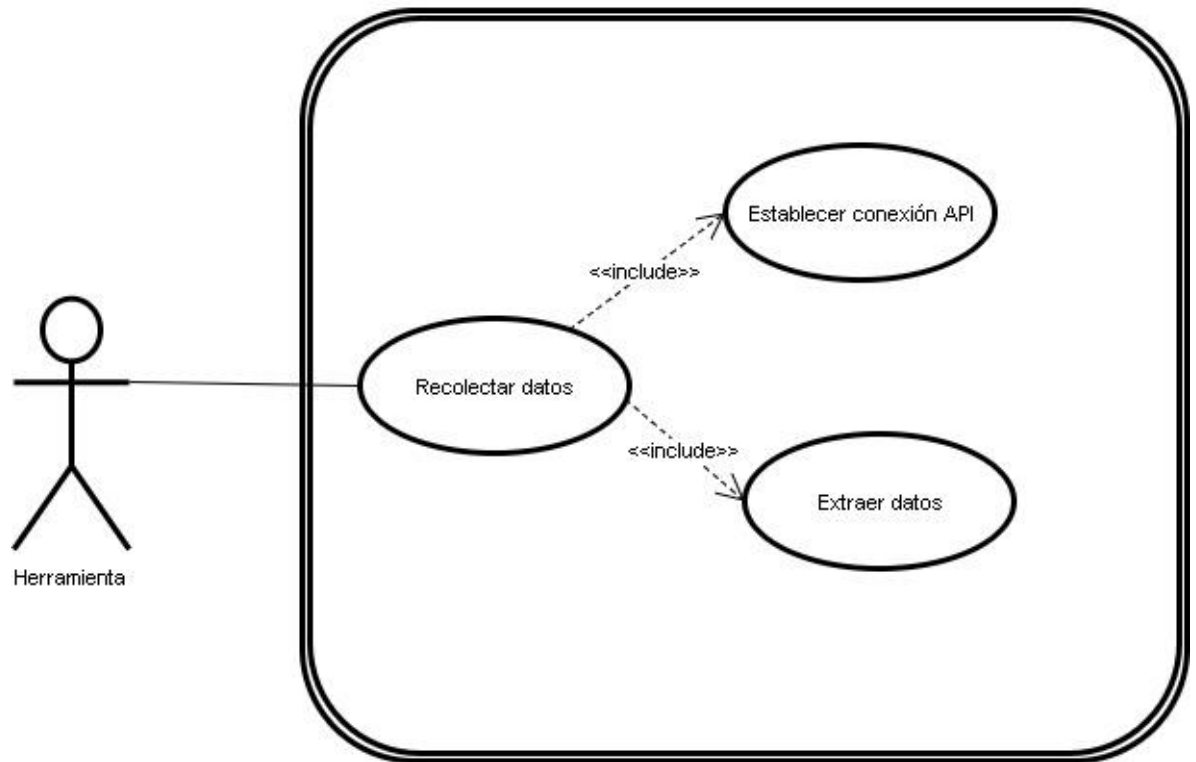 Establecer conexión API
<<include>>
Recolectar datos
<<include>>
Extraer datos
Herramienta